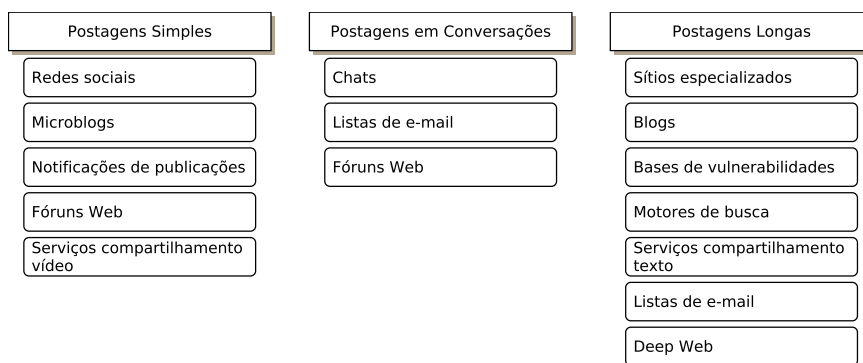 Postagens Simples
Redes sociais
Microblogs
Notificações de publicações
Fóruns Web
Serviços compartilhamento
vídeo
Postagens em Conversações
Chats
Listas de e-mail
Fóruns Web
Postagens Longas
Sítios especializados
Blogs
Bases de vulnerabilidades
Motores de busca
Serviços compartilhamento
texto
Listas de e-mail
Deep Web